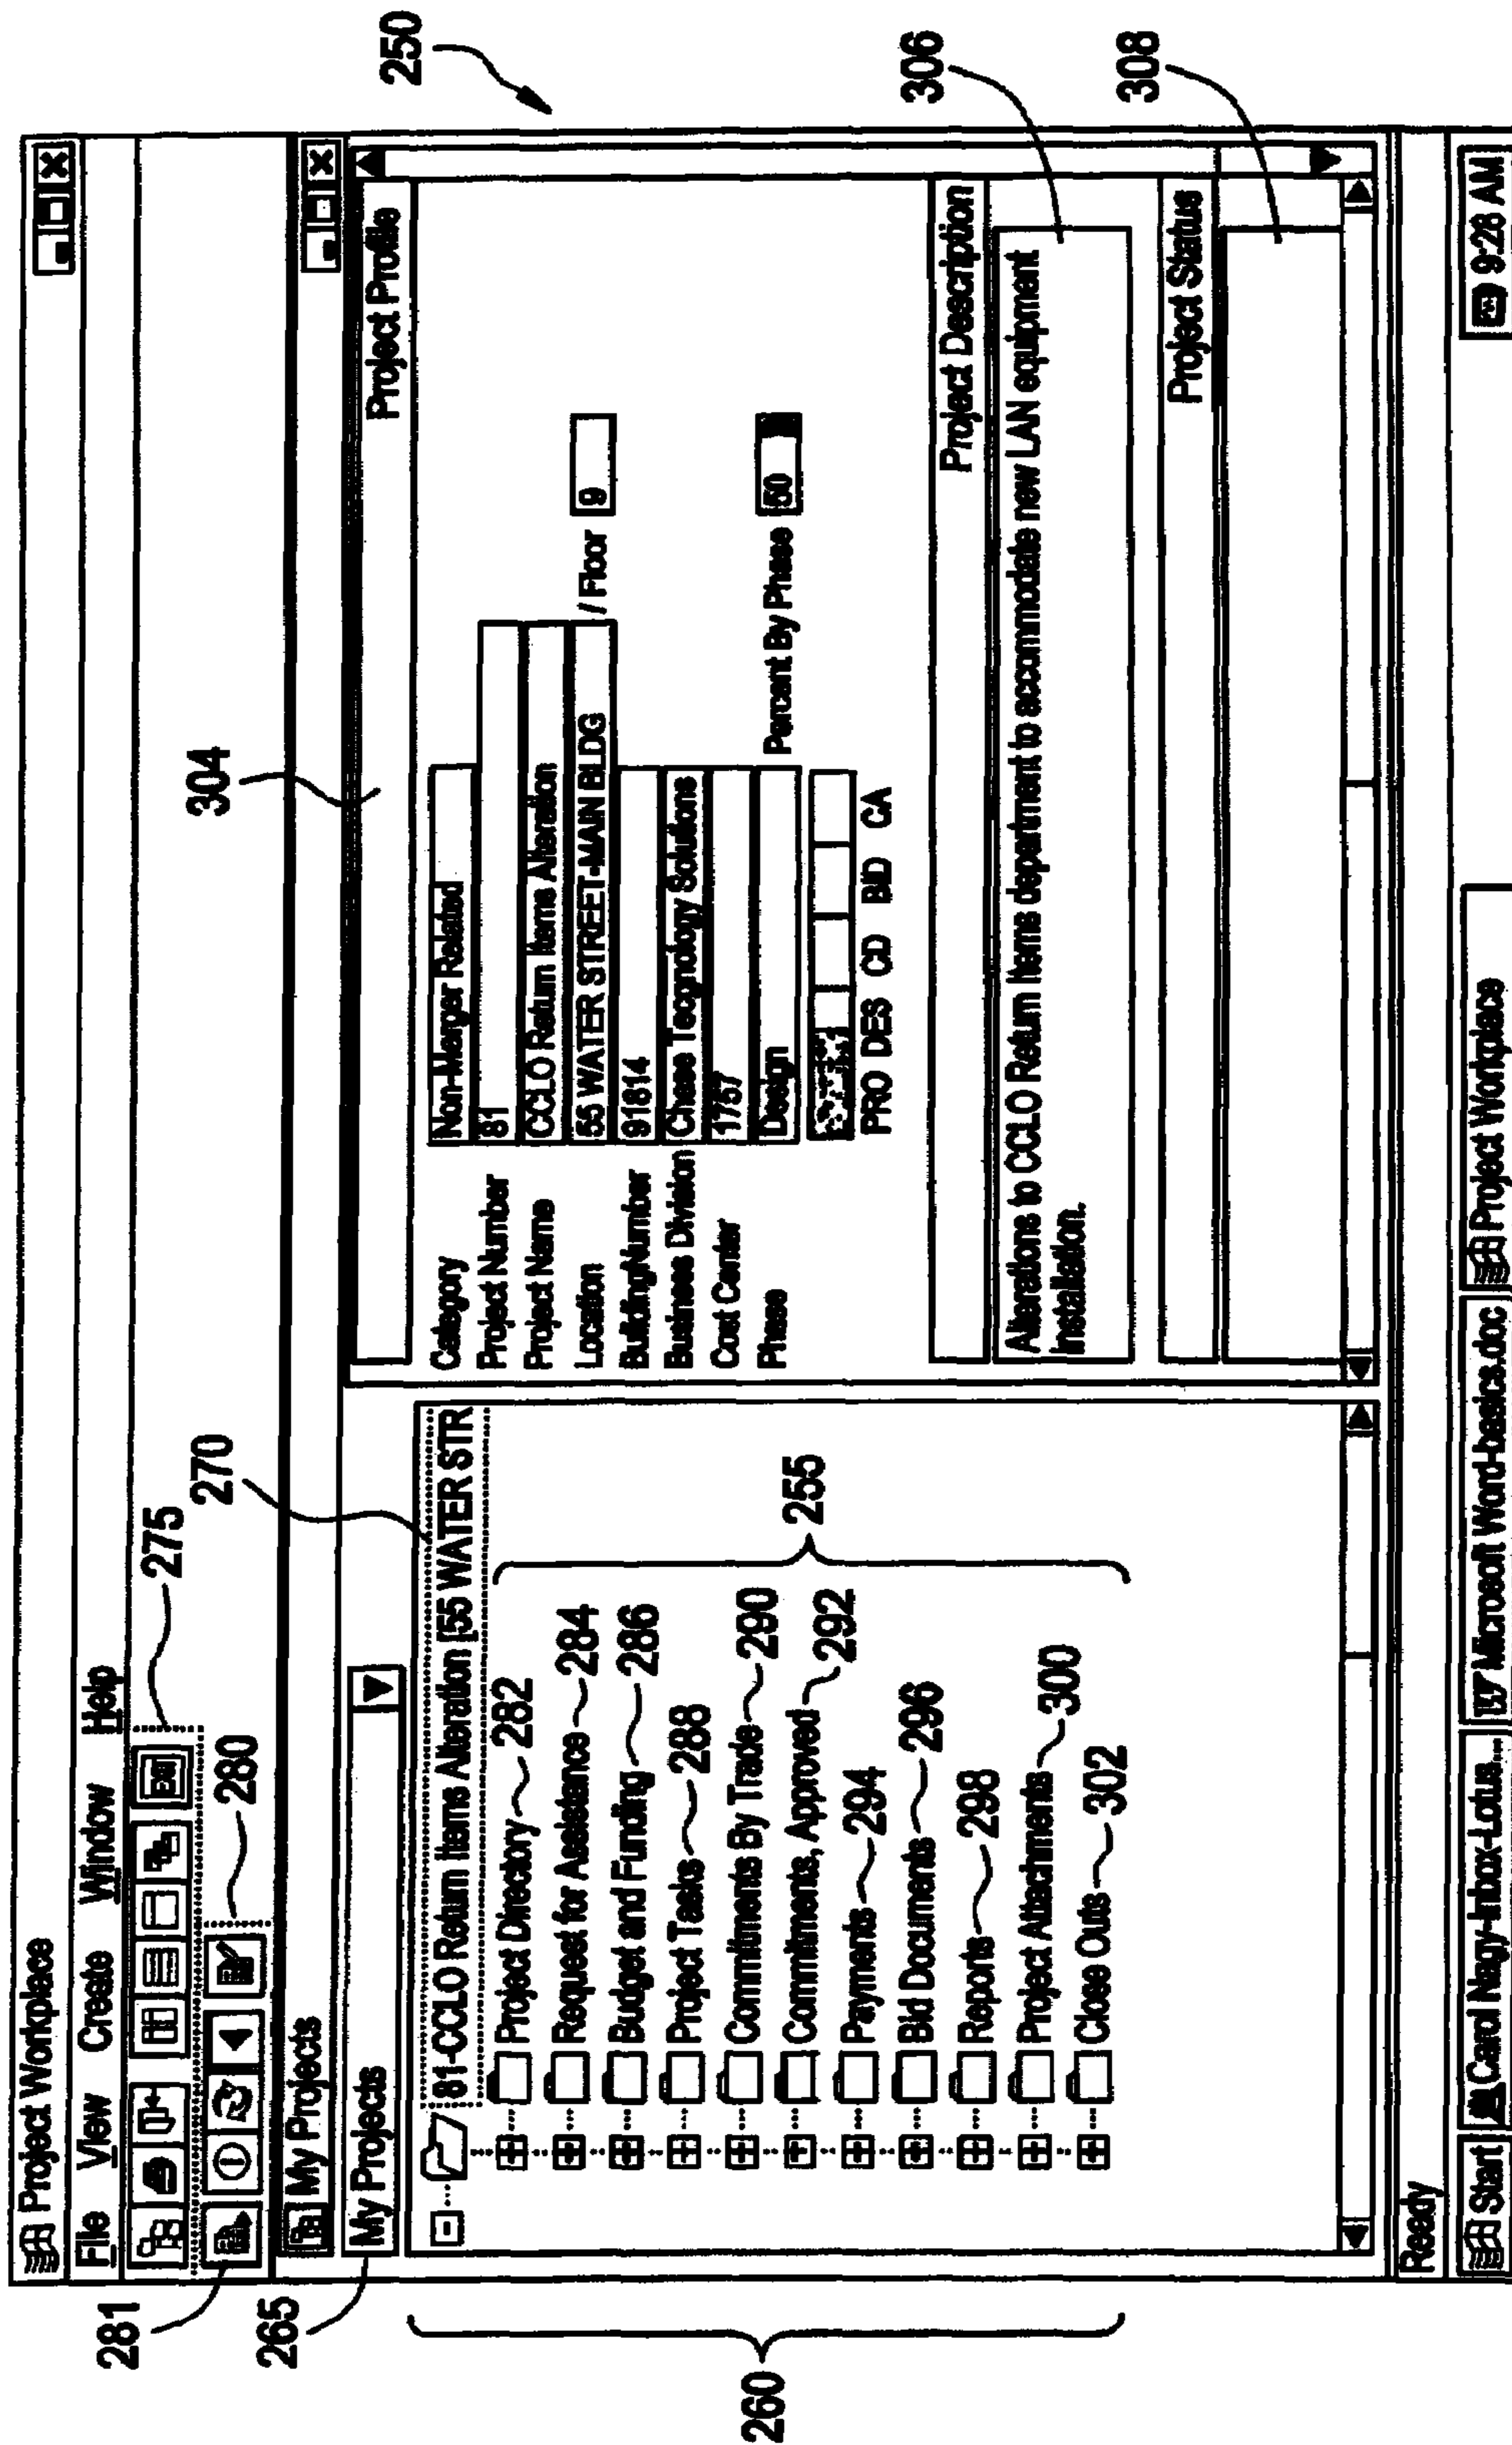 250
Project Workplace
File View Create Window Help
275
280
281
304
My Projects
265
My Projects
270
260
81-CCLO Return Items Alteration [55 WATER STR
Project Directory 282
Request for Assistance 284
Budget and Funding 286
Project Tasks 288
Commitments By Trade 290
Commitments, Approved 292
Payments 294
Bid Documents 296
Reports 298
Project Attachments 300
Close Outs 302
255
Project Profile
Category Non-Merger Related
Project Number 81
Project Name CCLO Return Items Alteration
Location 55 WATER STREET-MAIN BLDG / Floor 9
BuildingNumber 91814
Business Division Chase Tecgnology Solutions
Cost Center 1757
Phase Design Percent By Phase 50
PRO DES CD BID CA
Project Description
306
Alterations to CCLO Return Items department to accommodate new LAN equipment
installation.
Project Status
308
Ready
Start Carol Nagy-Inbox-Lotus... Microsoft Word-basics.doc Project Workplace 9:28 AM